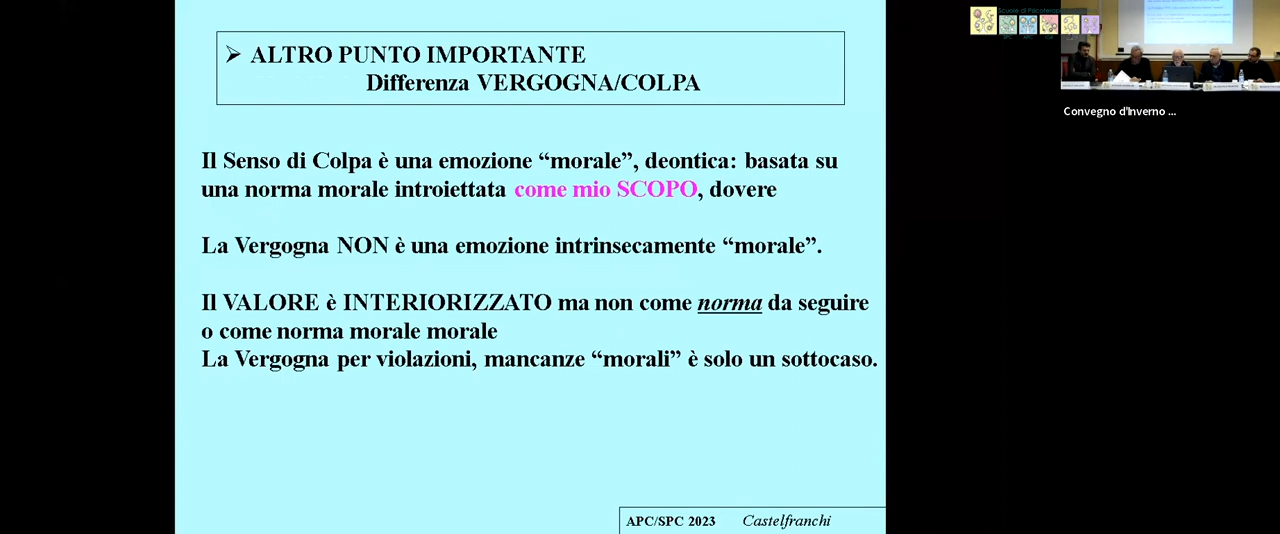 ➢ ALTRO PUNTO IMPORTANTE
Differenza VERGOGNA/COLPA
Il Senso di Colpa è una emozione “morale”, deontica: basata su
una norma morale introiettata come mio SCOPO, dovere
La Vergogna NON è una emozione intrinsecamente “morale”.
Il VALORE è INTERIORIZZATO ma non come norma da seguire
o come norma morale morale
La Vergogna per violazioni, mancanze “morali” è solo un sottocaso.
APC/SPC 2023 Castelfranchi
Scuole di Psicoterapia
Convegno d'Inverno ...